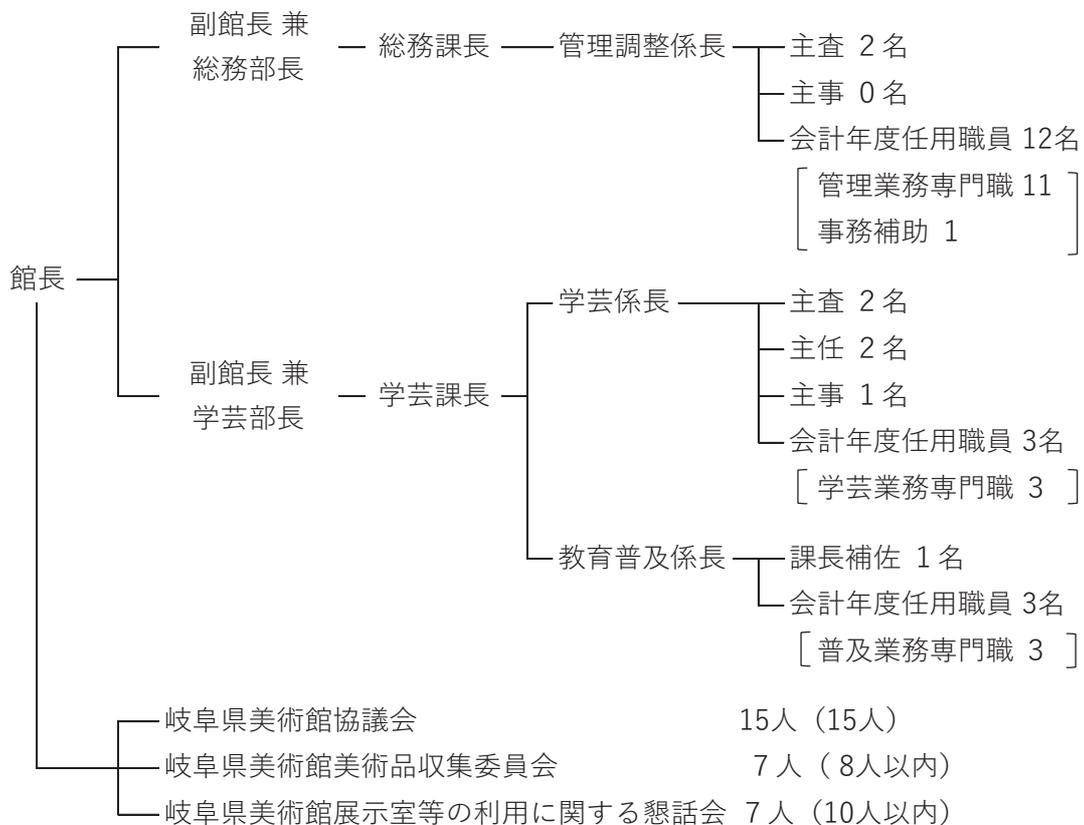 副館長 兼
総務部長
総務課長
管理調整係長
主査 2名
主事 0名
会計年度任用職員 12名
管理業務専門職 11
事務補助 1
館長
副館長 兼
学芸部長
学芸課長
学芸係長
主査 2名
主任 2名
主事 1名
会計年度任用職員 3名
学芸業務専門職 3
教育普及係長
課長補佐 1名
会計年度任用職員 3名
普及業務専門職 3
岐阜県美術館協議会 15人（15人）
岐阜県美術館美術品収集委員会 7人（ 8人以内）
岐阜県美術館展示室等の利用に関する懇話会 7人（10人以内）